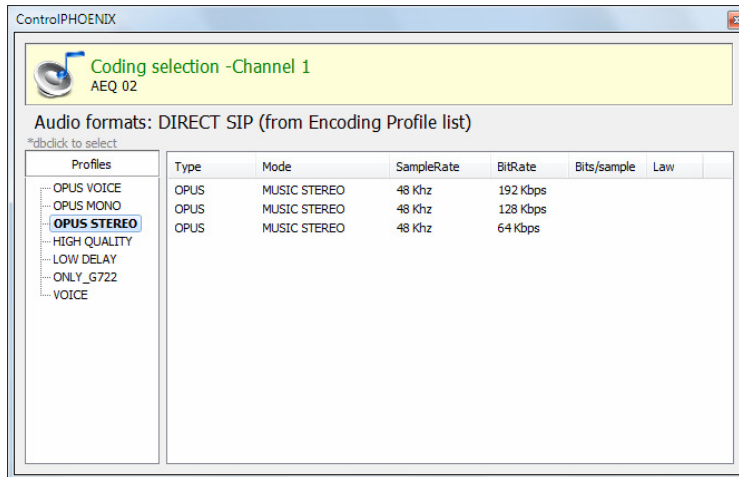 ControlPHOENIX
Coding selection -Channel 1
AEQ 02
Audio formats: DIRECT SIP (from Encoding Profile list)
*dbclick to select
Profiles
OPUS VOICE
OPUS MONO
OPUS STEREO
HIGH QUALITY
LOW DELAY
ONLY_G722
VOICE
Type Mode SampleRate BitRate Bits/sample Law
OPUS MUSIC STEREO 48 Khz 192 Kbps
OPUS MUSIC STEREO 48 Khz 128 Kbps
OPUS MUSIC STEREO 48 Khz 64 Kbps